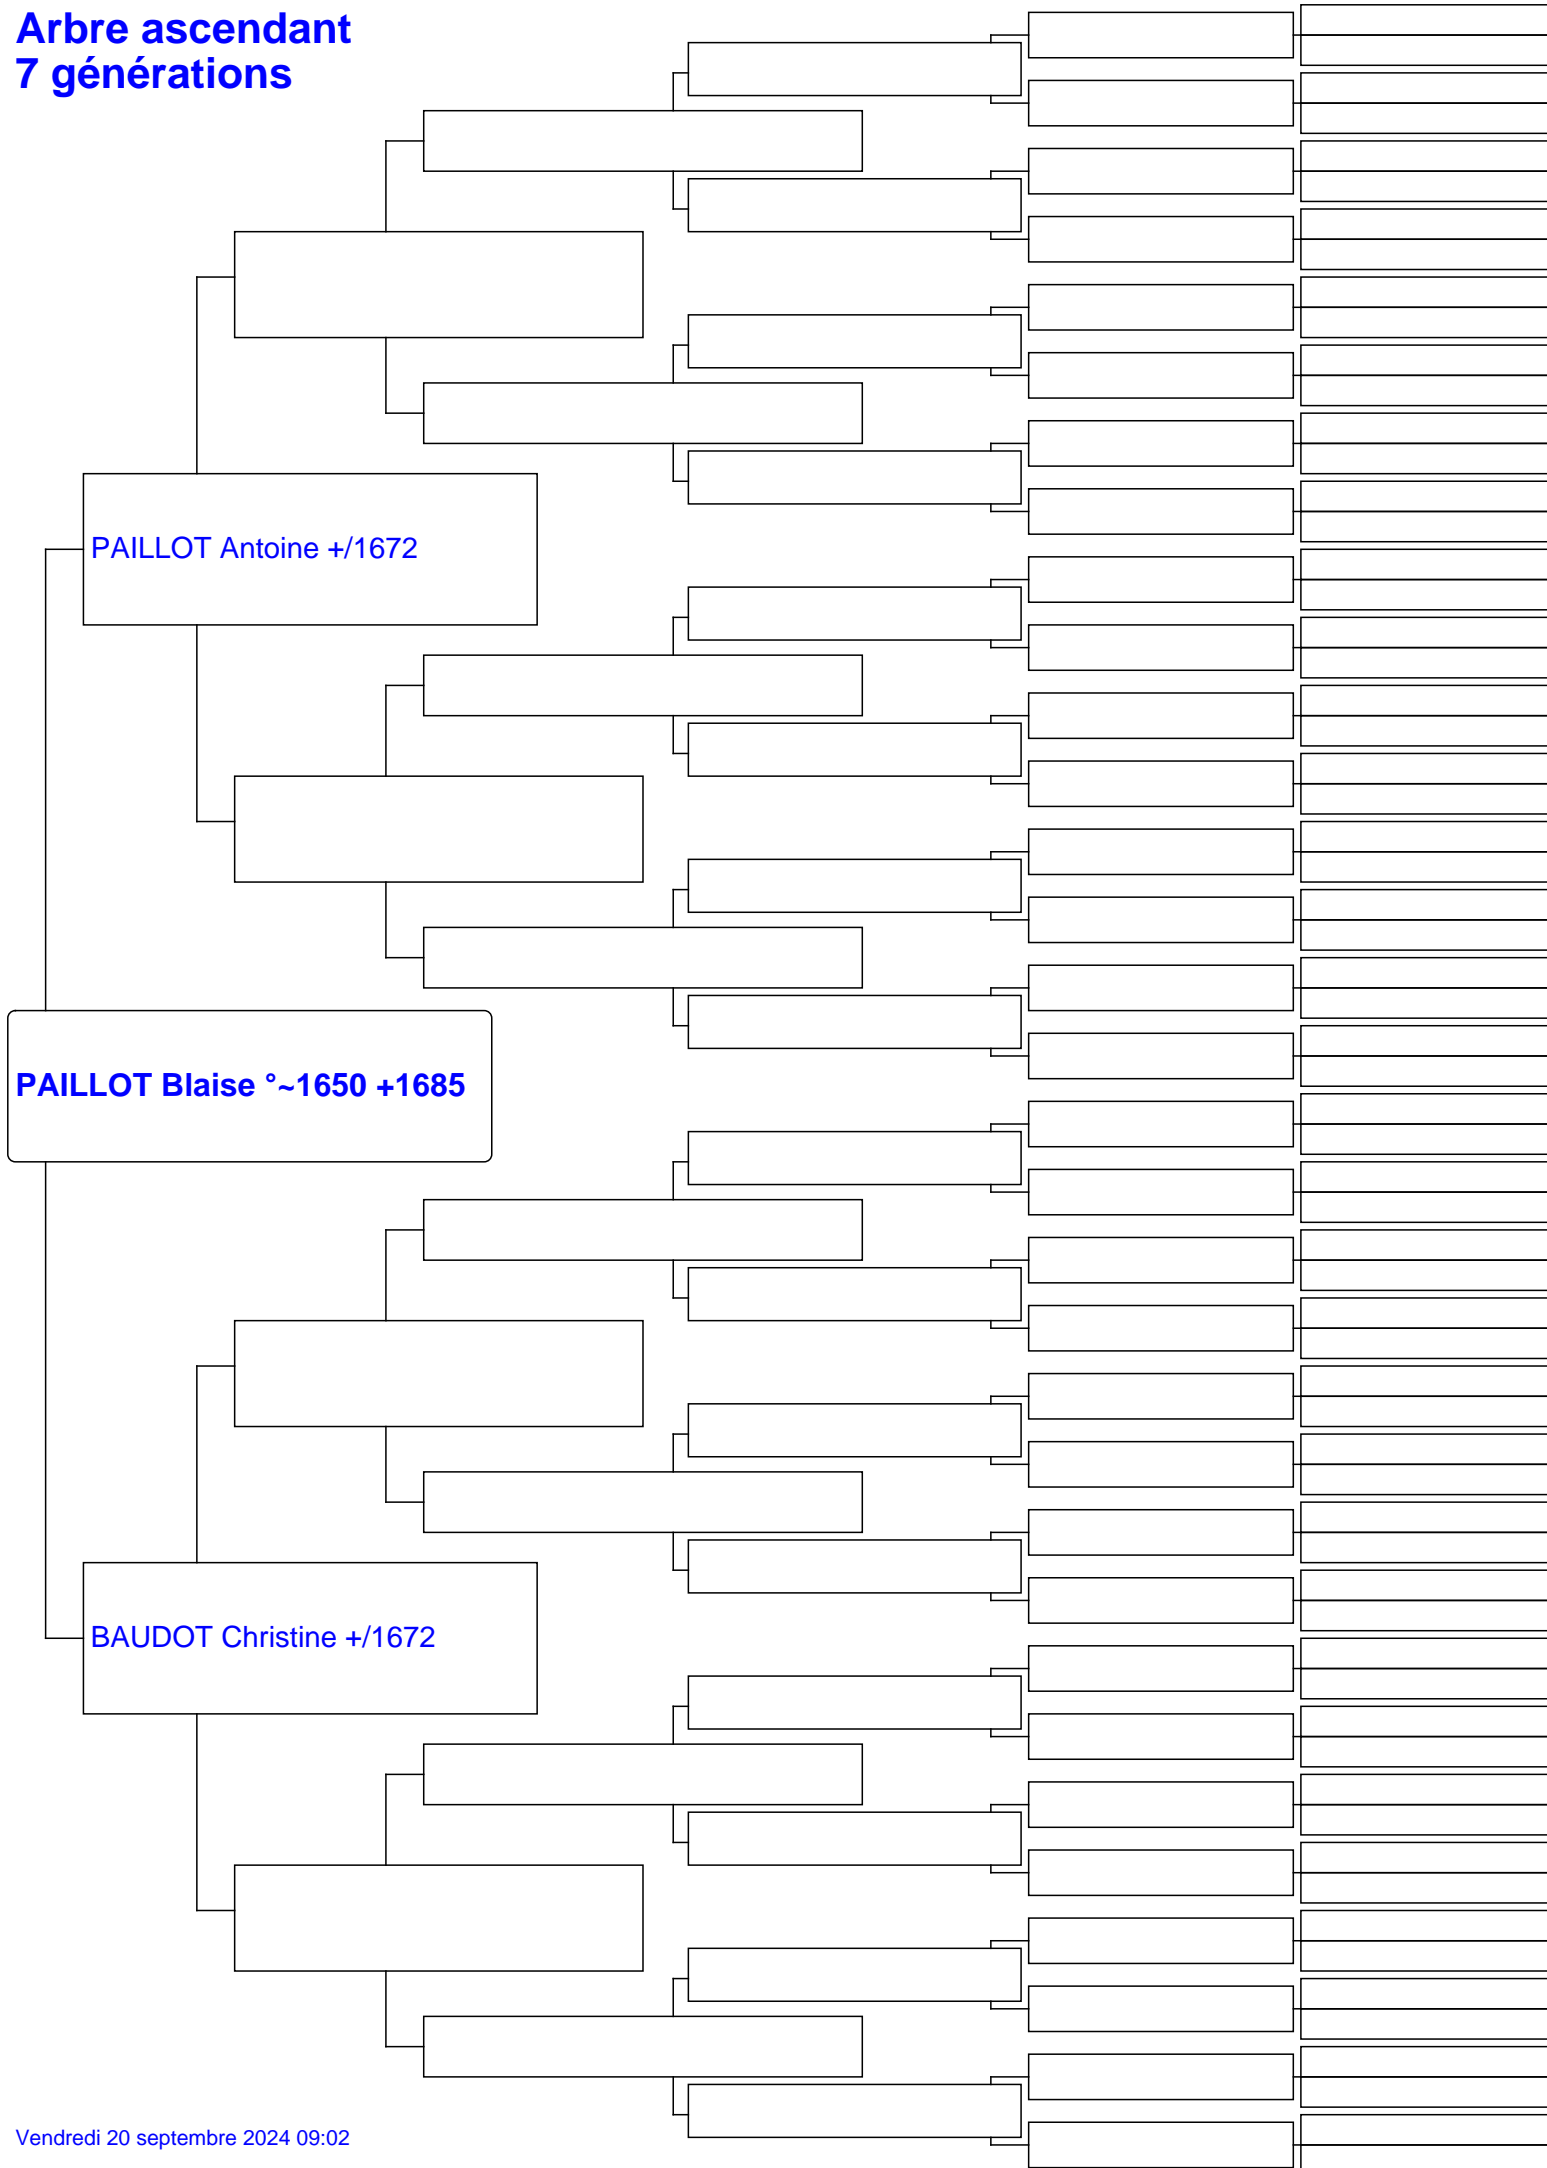 Arbre ascendant
7 générations
PAILLOT Antoine +/1672
PAILLOT Blaise °~1650 +1685
BAUDOT Christine +/1672
Vendredi 20 septembre 2024 09:02